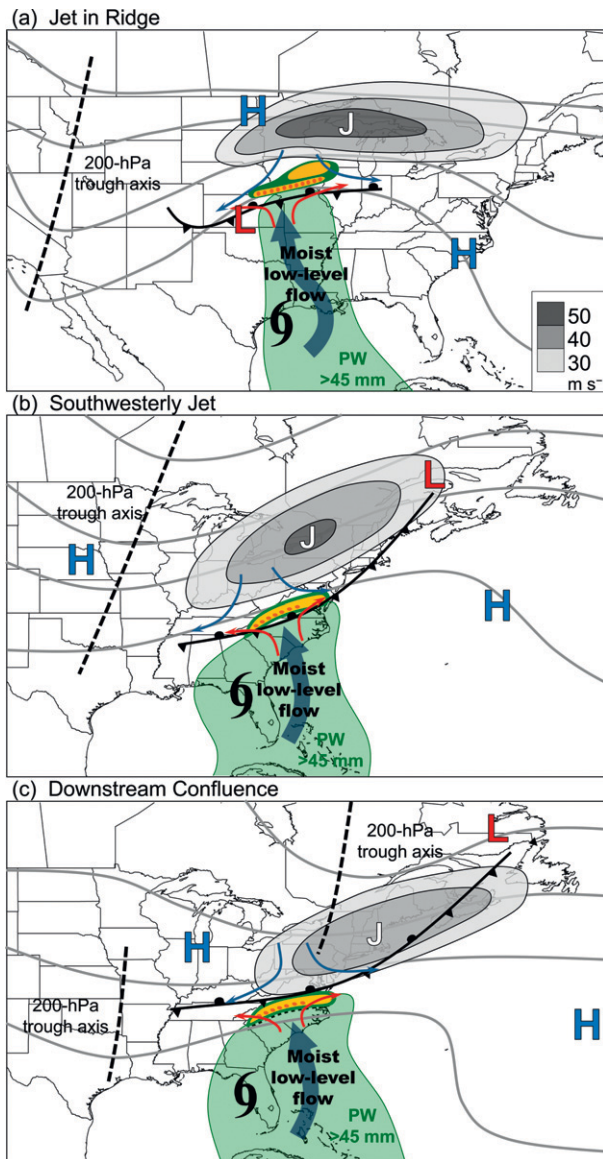 (a) Jet in Ridge
H
J
200-hPa
trough axis
L
H
Moist
low-level
flow
PW
>45 mm
50
40
30
m s⁻
(b) Southwesterly Jet
L
200-hPa
trough axis
J
H
H
Moist
low-level
flow
PW
>45 mm
(c) Downstream Confluence
L
200-hPa
trough axis
J
H
200-hPa
trough axis
H
Moist
low-level
flow
PW
>45 mm